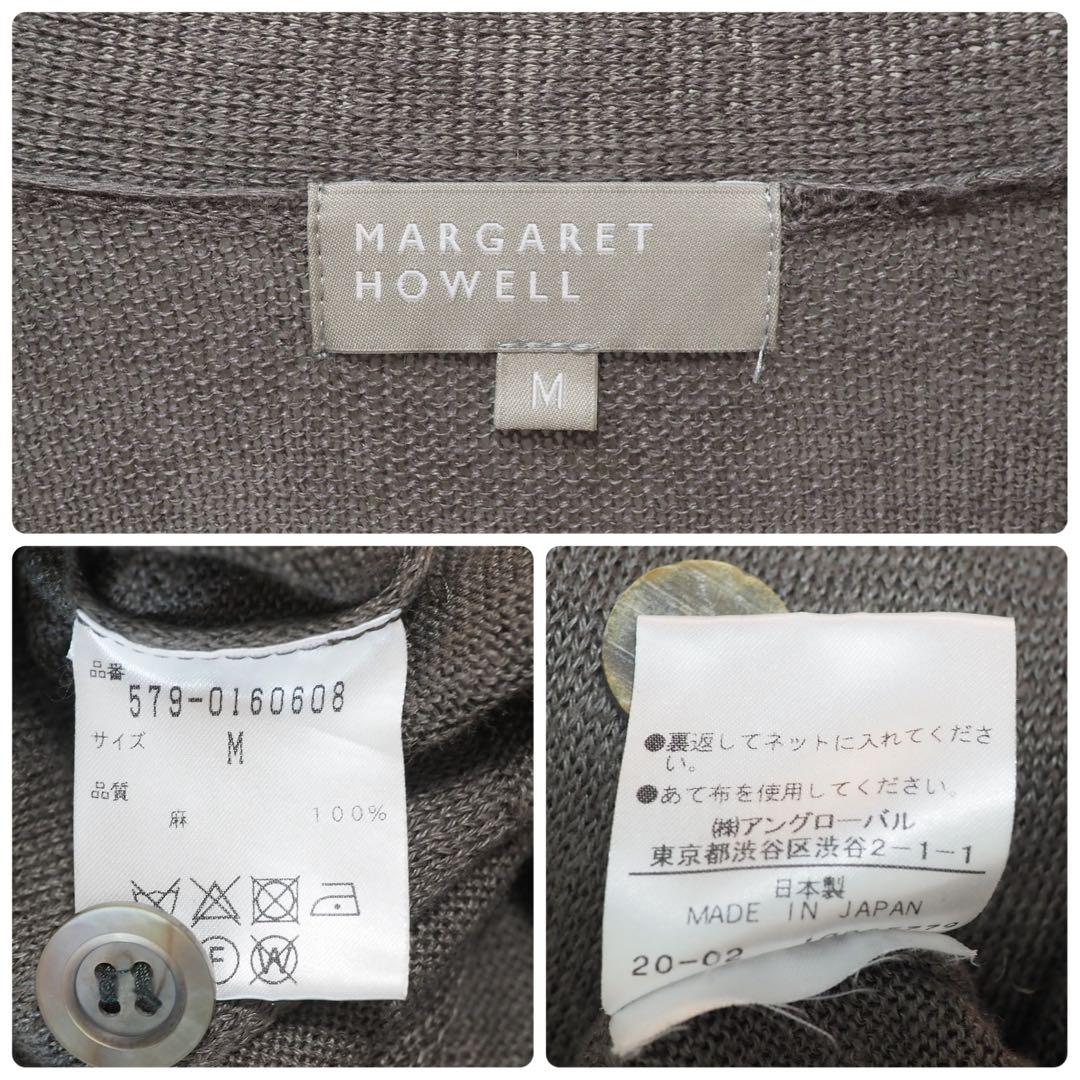 MARGARET
HOWELL
M
品番
579-0160608
サイズ
M
品質
麻 100%
F W
●裏返してネットに入れてくださ
い。
●あて布を使用してください。
㈱アングローバル
東京都渋谷区渋谷2-1-1
日本製
MADE IN JAPAN
20-02